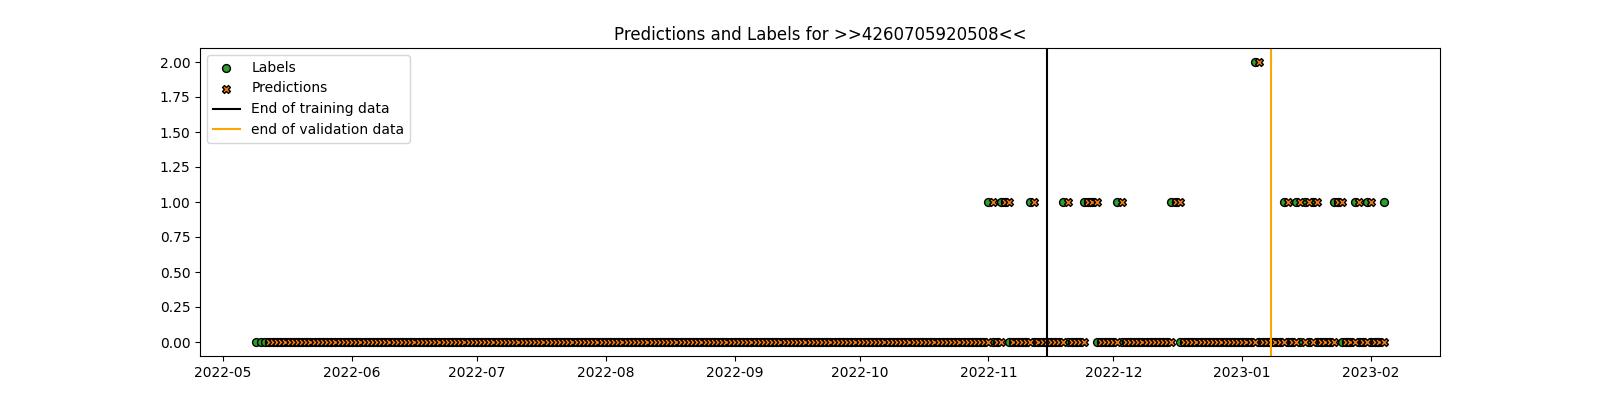 Predictions and Labels for >>4260705920508<<
2.00
1.75
1.50
1.25
1.00
0.75
0.50
0.25
0.00
Labels
Predictions
End of training data
end of validation data
2022-05 2022-06 2022-07 2022-08 2022-09 2022-10 2022-11 2022-12 2023-01 2023-02